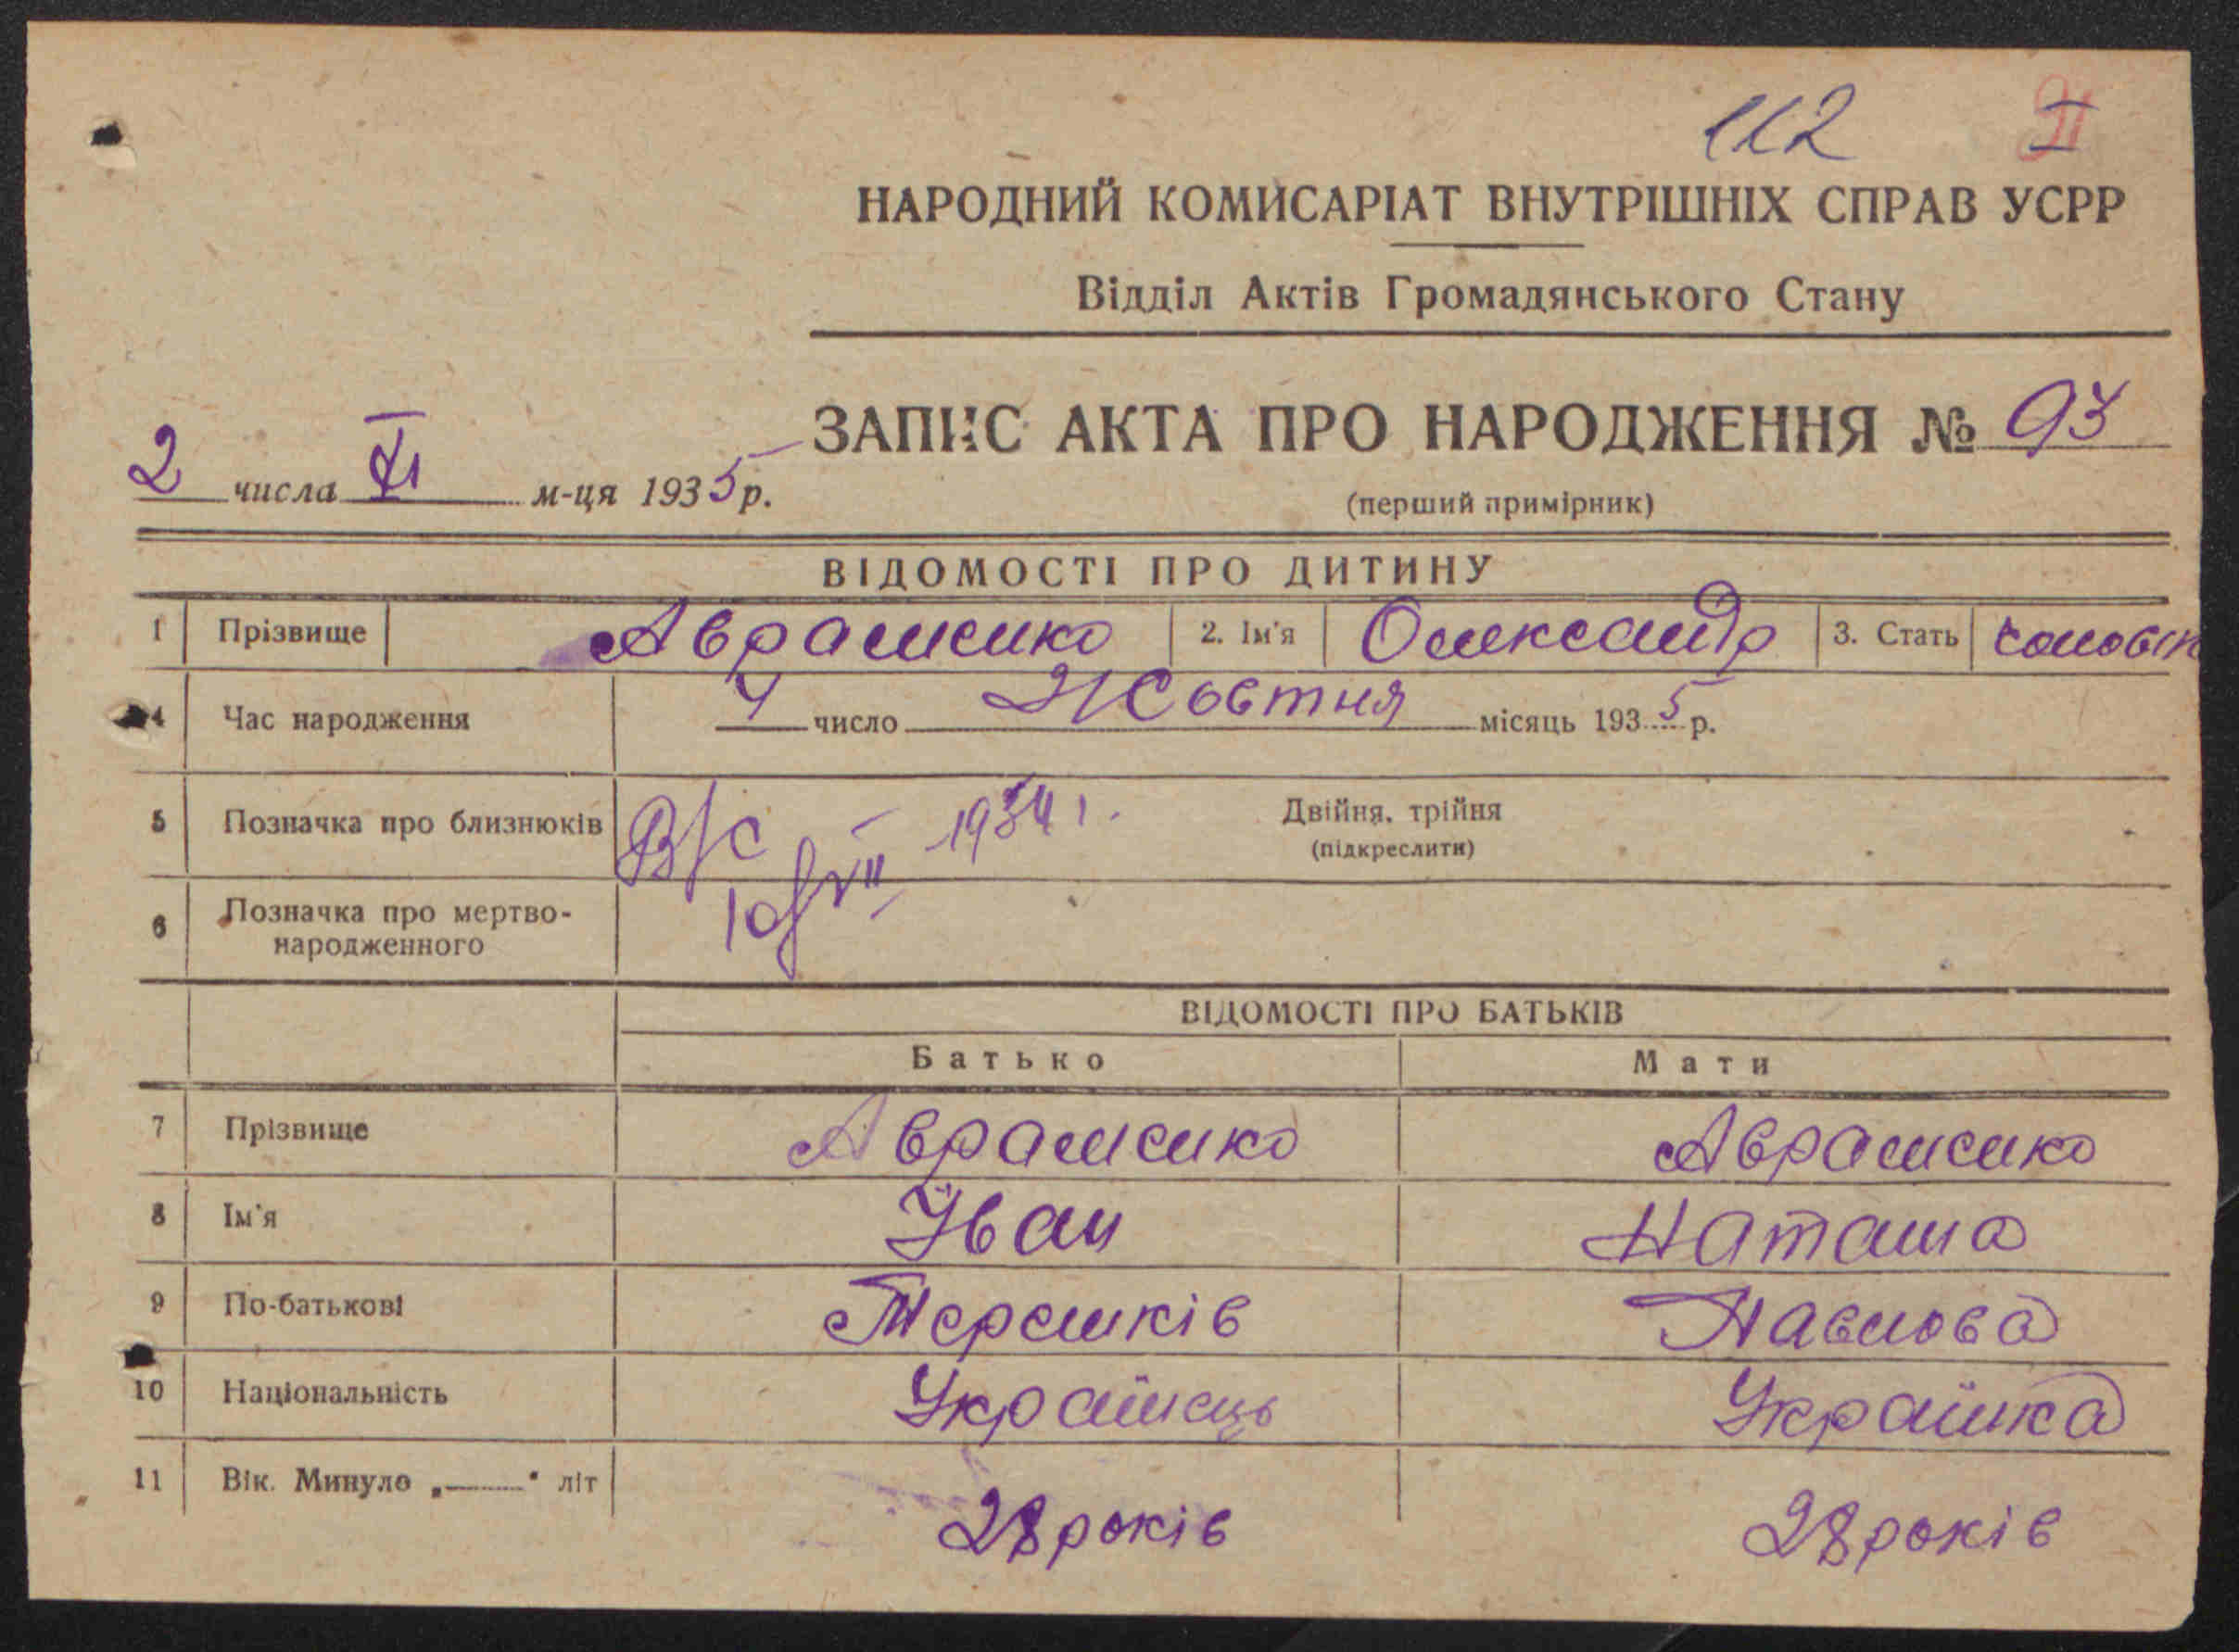 112
НАРОДНИЙ КОМИСАРІАТ ВНУТРІШНІХ СПРАВ УСРР
Відділ Актів Громадянського Стану
ЗАПИС АКТА ПРО НАРОДЖЕННЯ № 93
2 числа XI м-ця 1935 р.
(перший примірник)
ВІДОМОСТІ ПРО ДИТИНУ
1 Прізвище Авраменко 2. Ім'я Олександр 3. Стать чоловік
4 Час народження 4 число Жовтня місяць 1935 р.
5 Позначка про близнюків В/С 1934 г. Двійня, трійня
(підкреслити)
10/VII
6 Позначка про мертво-
народженного
ВІДОМОСТІ ПРО БАТЬКІВ
Батько Мати
7 Прізвище Авраменко Авраменко
8 Ім'я Іван Наташа
9 По-батькові Терешків Павлова
10 Національність Українець Українка
11 Вік. Минуло „ “ літ 28 років 28 років